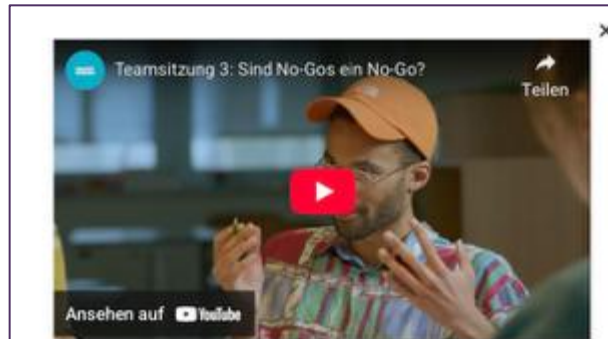 Teamsitzung 3: Sind No-Gos ein No-Go?
Teilen
Ansehen auf YouTube